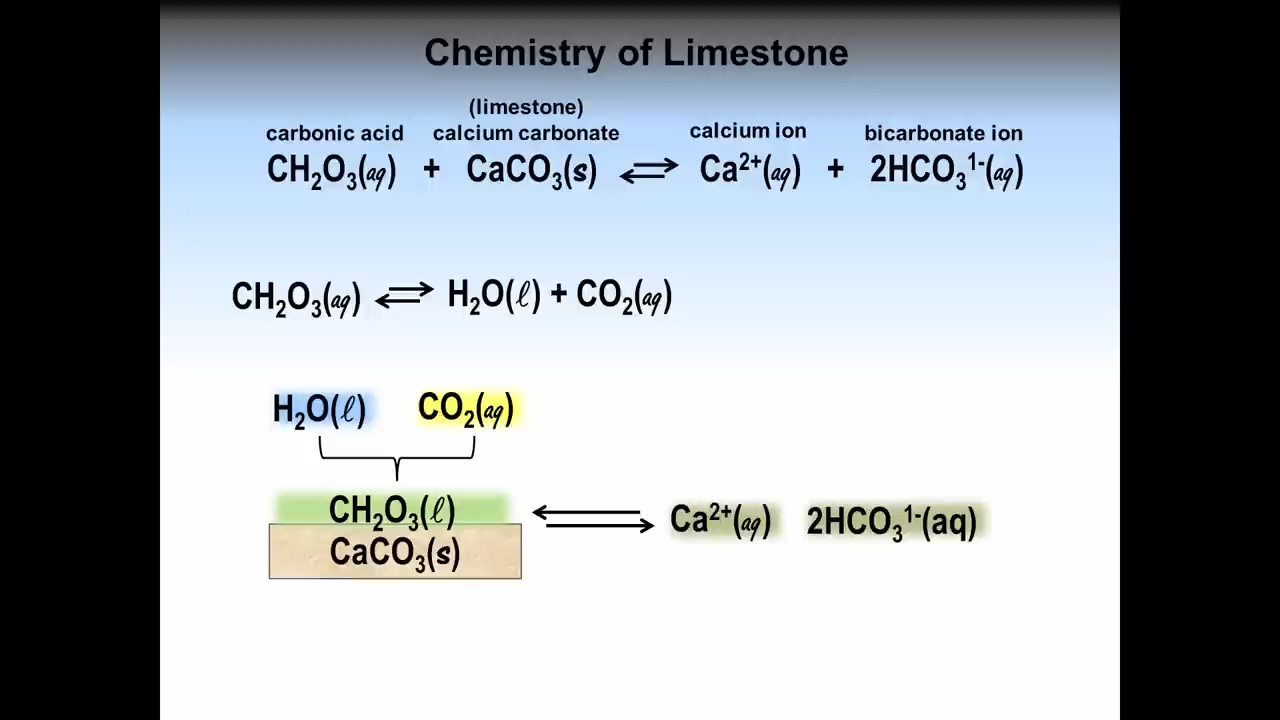 Chemistry of Limestone
(limestone)
carbonic acid calcium carbonate calcium ion bicarbonate ion
CH₂O₃(aq) + CaCO₃(s) ⇌ Ca²⁺(aq) + 2HCO₃¹⁻(aq)
CH₂O₃(aq) ⇌ H₂O(ℓ) + CO₂(aq)
H₂O(ℓ) CO₂(aq)
CH₂O₃(ℓ) ⇌ Ca²⁺(aq) 2HCO₃¹⁻(aq)
CaCO₃(s)